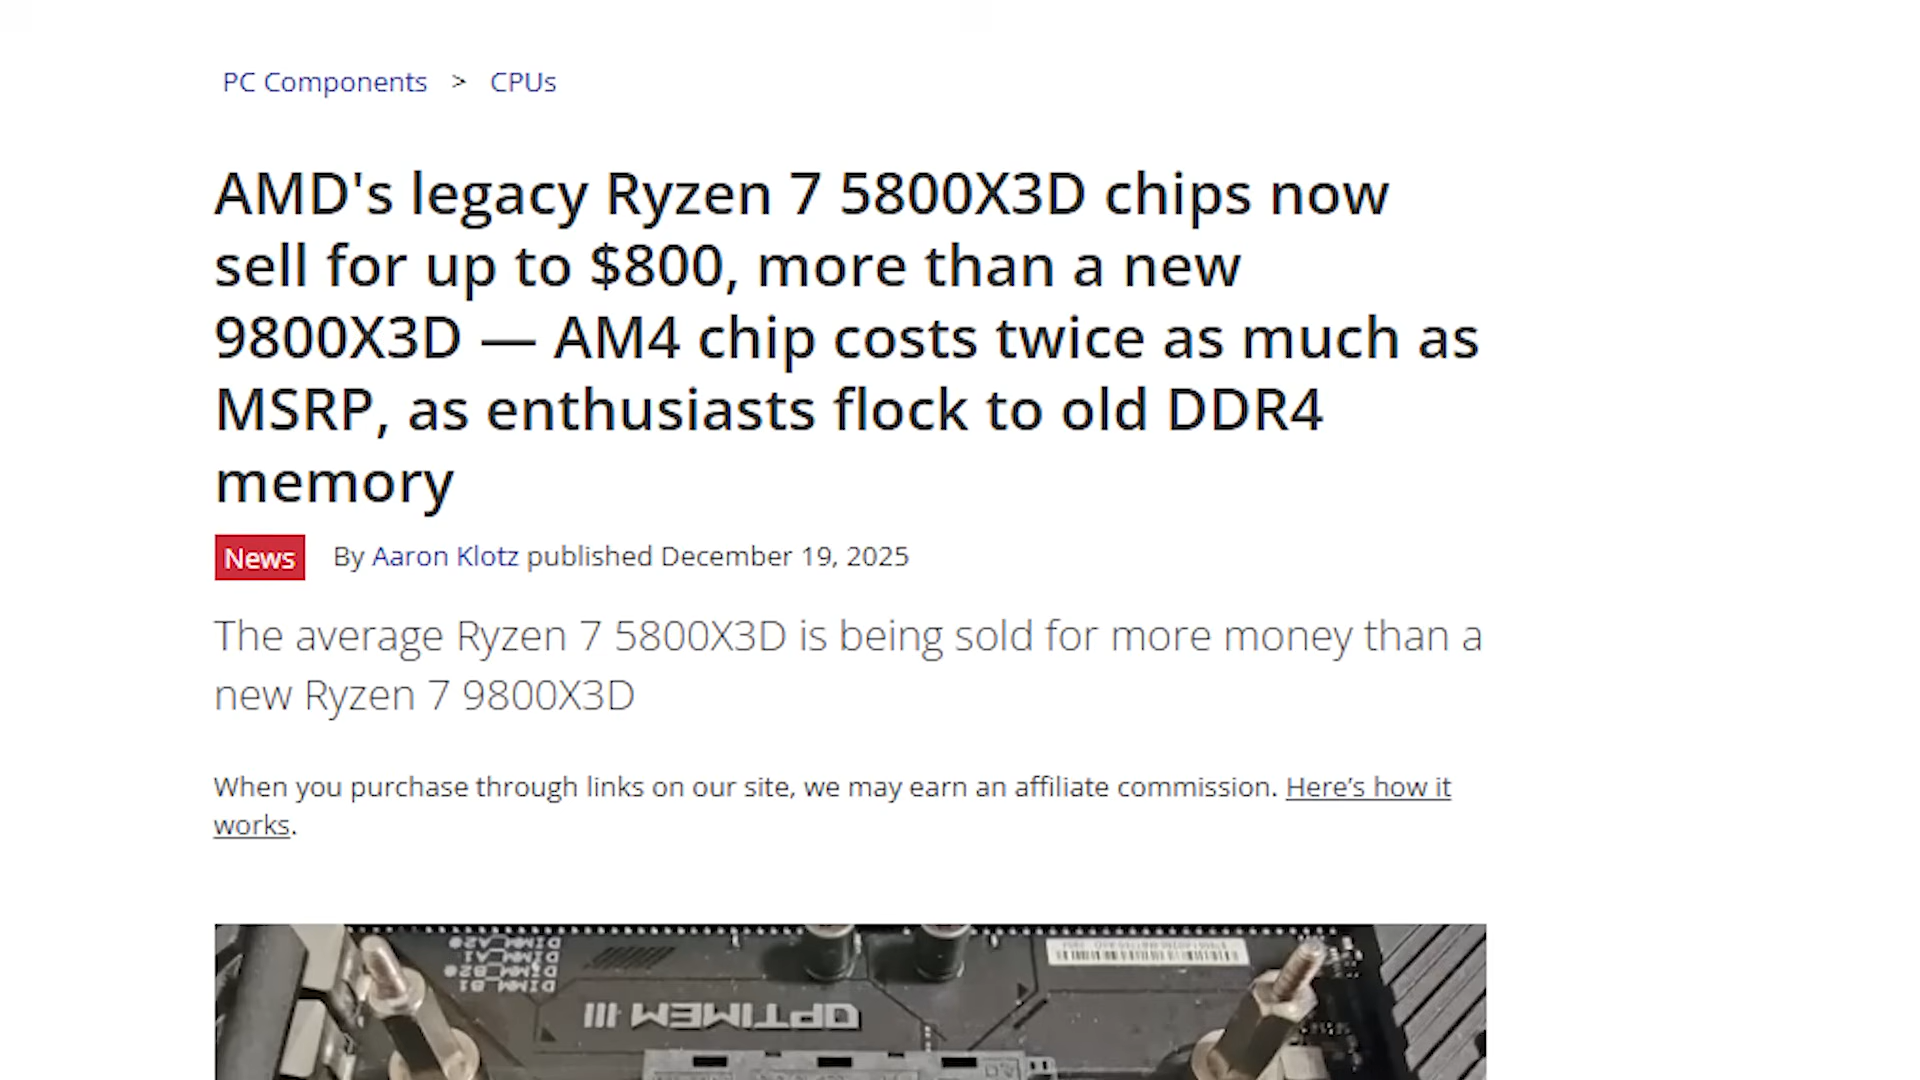 PC Components > CPUs
AMD's legacy Ryzen 7 5800X3D chips now
sell for up to $800, more than a new
9800X3D — AM4 chip costs twice as much as
MSRP, as enthusiasts flock to old DDR4
memory
News By Aaron Klotz published December 19, 2025
The average Ryzen 7 5800X3D is being sold for more money than a
new Ryzen 7 9800X3D
When you purchase through links on our site, we may earn an affiliate commission. Here's how it
works.
DIMM_A2
DIMM_A1
DIMM_B2
DIMM_B1
OPTIMEM III